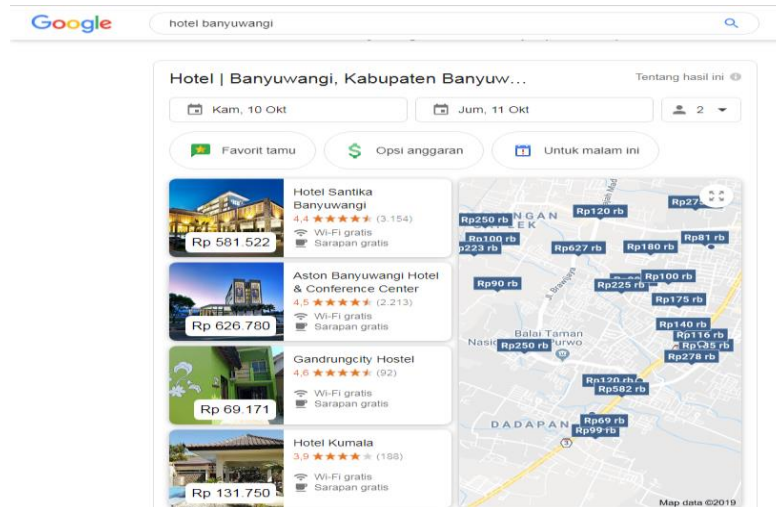 Google
hotel banyuwangi
Hotel | Banyuwangi, Kabupaten Banyuw...
Tentang hasil ini
Kam, 10 Okt
Jum, 11 Okt
2
Favorit tamu
Opsi anggaran
Untuk malam ini
Hotel Santika
Banyuwangi
4,4 (3.154)
Wi-Fi gratis
Sarapan gratis
Rp 581.522
Aston Banyuwangi Hotel
& Conference Center
4,5 (2.213)
Wi-Fi gratis
Sarapan gratis
Rp 626.780
Gandrungcity Hostel
4,6 (92)
Wi-Fi gratis
Sarapan gratis
Rp 69.171
Hotel Kumala
3,9 (188)
Wi-Fi gratis
Sarapan gratis
Rp 131.750
Rp120 rb
Rp250 rb
Rp100 rb
Rp627 rb
Rp180 rb
Rp81 rb
Rp90 rb
Rp100 rb
Rp225 rb
Rp175 rb
Jl. Brawijaya
Rp140 rb
Balai Taman
Rp116 rb
Rp250 rb
Rp278 rb
Rp120 rb
Rp582 rb
DADAPAN
Rp69 rb
Rp99 rb
3
Map data ©2019